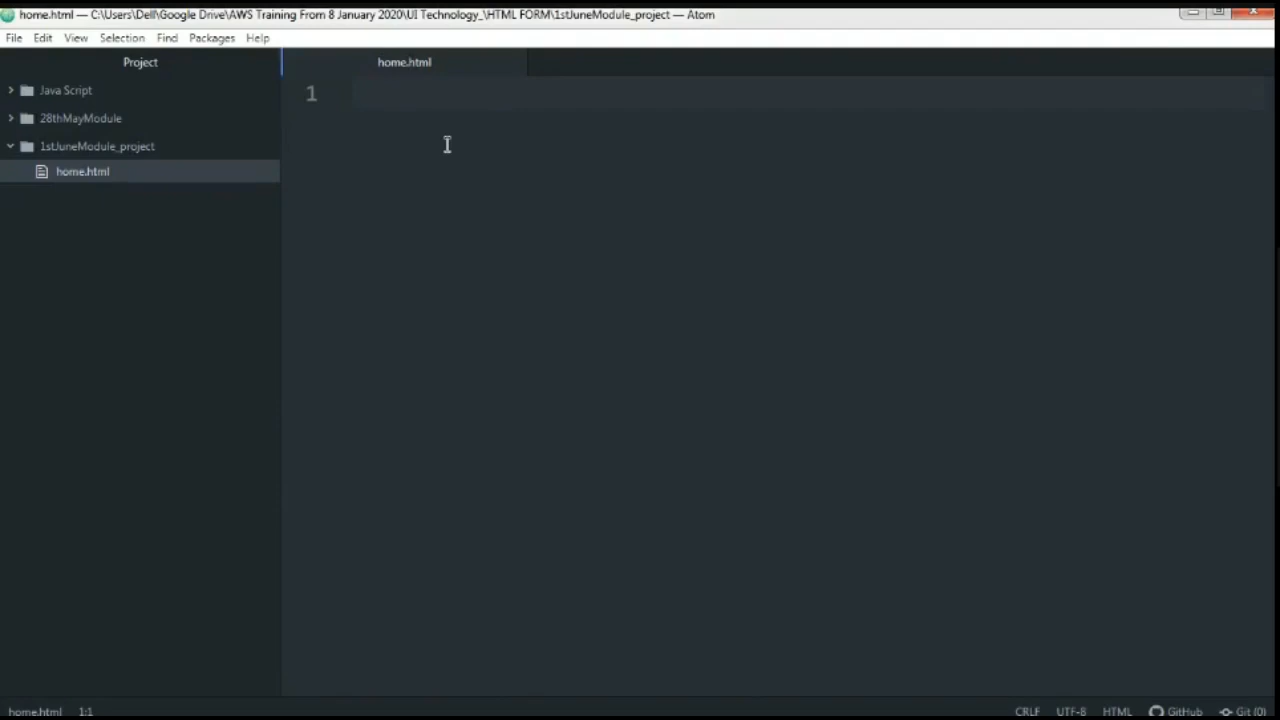 home.html — C:\Users\Dell\Google Drive\AWS Training From 8 January 2020\UI Technology_\HTML FORM\1stJuneModule_project — Atom
File Edit View Selection Find Packages Help
Project
home.html
Java Script
28thMayModule
1stJuneModule_project
home.html
1
home.html 1:1 CRLF UTF-8 HTML GitHub Git (0)